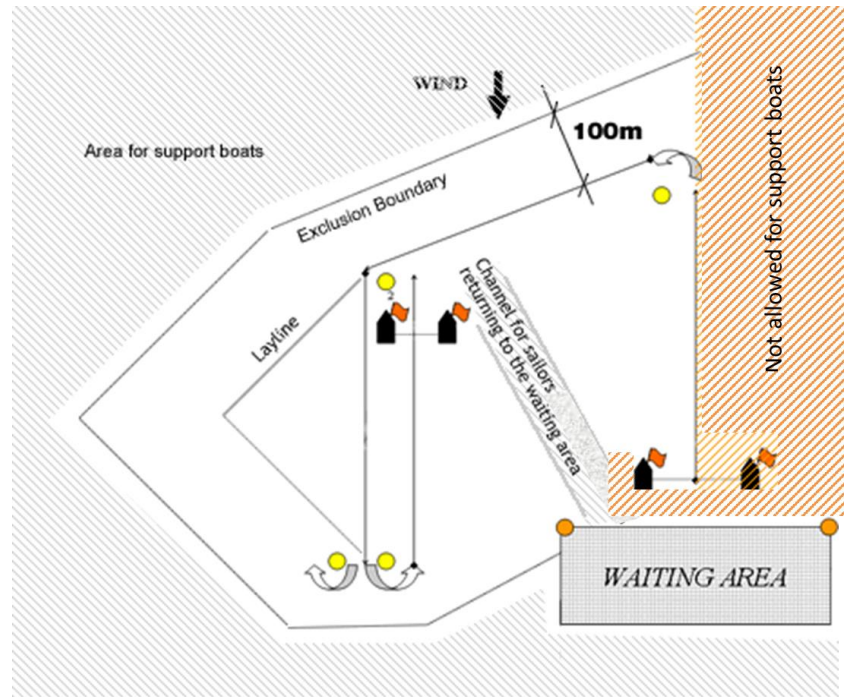 WIND
100m
Area for support boats
Exclusion Boundary
Not allowed for support boats
2
Channel for sailors
returning to the waiting area
Layline
WAITING AREA